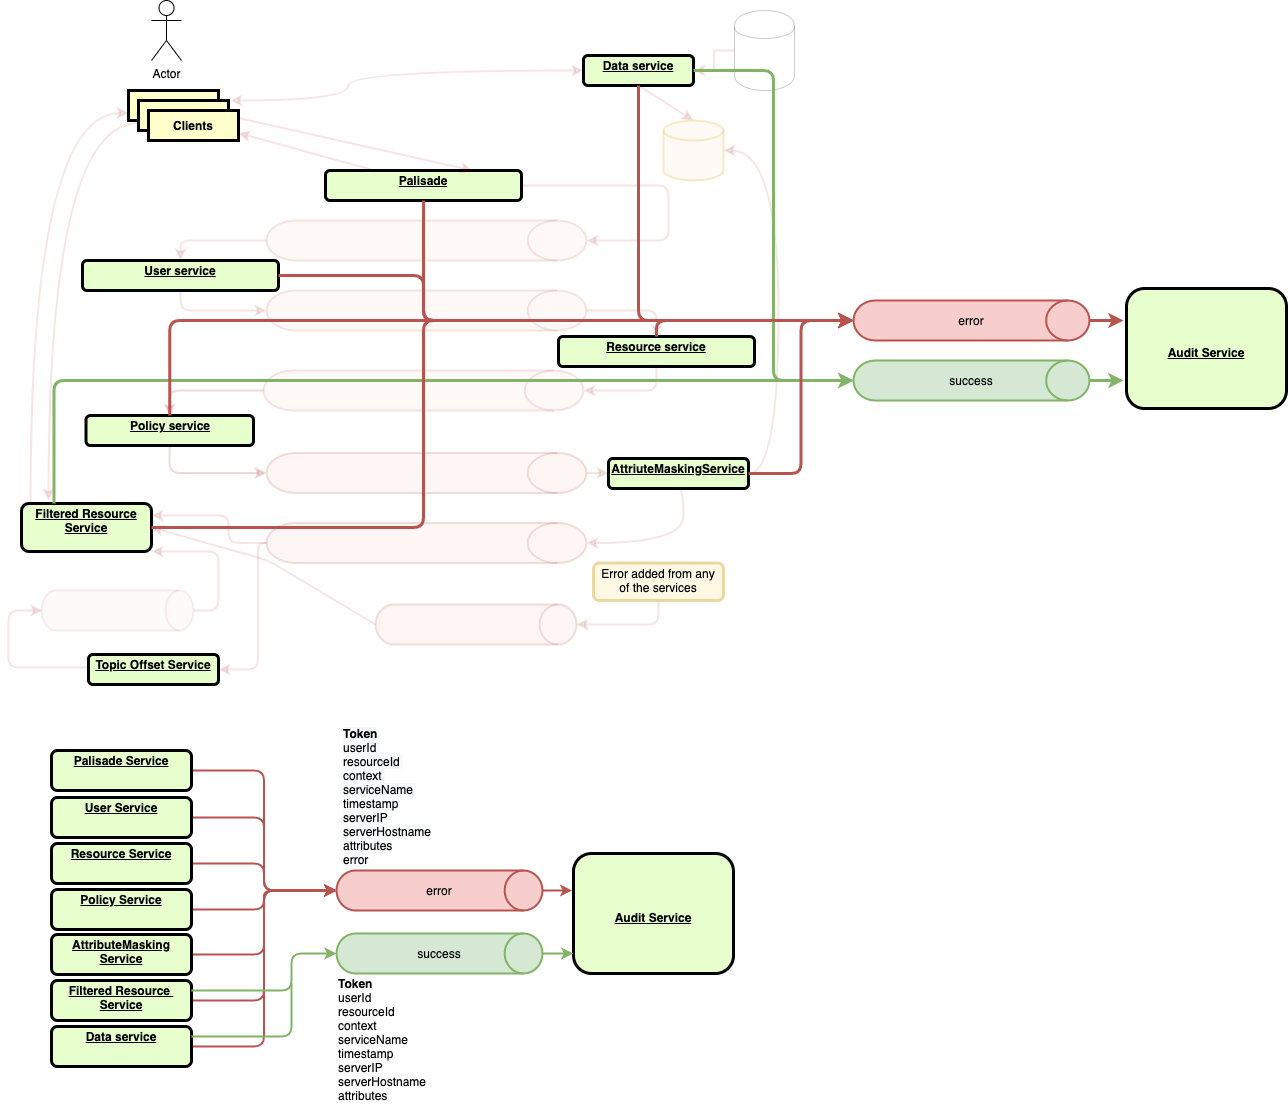 Actor
Clients
Data service
Palisade
User service
error
Resource service
Audit Service
success
Policy service
AttriuteMaskingService
Filtered Resource
Service
Error added from any
of the services
Topic Offset Service
Token
userId
resourceId
context
serviceName
timestamp
serverIP
serverHostname
attributes
error
Palisade Service
User Service
Resource Service
Policy Service
AttributeMasking
Service
Filtered Resource
Service
Data service
error
success
Audit Service
Token
userId
resourceId
context
serviceName
timestamp
serverIP
serverHostname
attributes